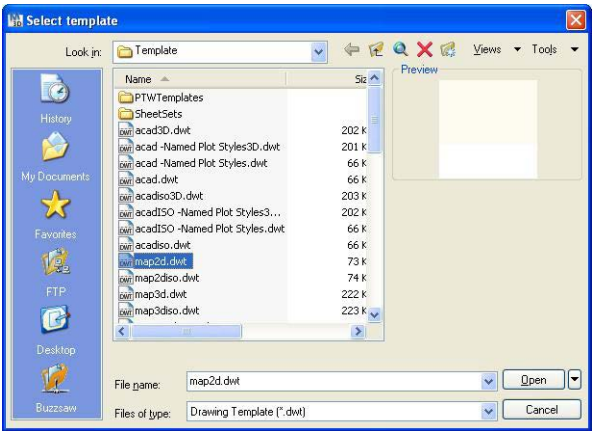 Select template
Look in: Template Views Tools
History
My Documents
Favorites
FTP
Desktop
Buzzsaw
Name Siz
PTWTemplates
SheetSets
acad3D.dwt 202 K
acad -Named Plot Styles3D.dwt 201 K
acad -Named Plot Styles.dwt 66 K
acad.dwt 66 K
acadiso3D.dwt 203 K
acadISO -Named Plot Styles3... 202 K
acadISO -Named Plot Styles.dwt 66 K
acadiso.dwt 66 K
map2d.dwt 73 K
map2diso.dwt 74 K
map3d.dwt 222 K
map3diso.dwt 223 K
Preview
File name: map2d.dwt Open
Files of type: Drawing Template (*.dwt) Cancel